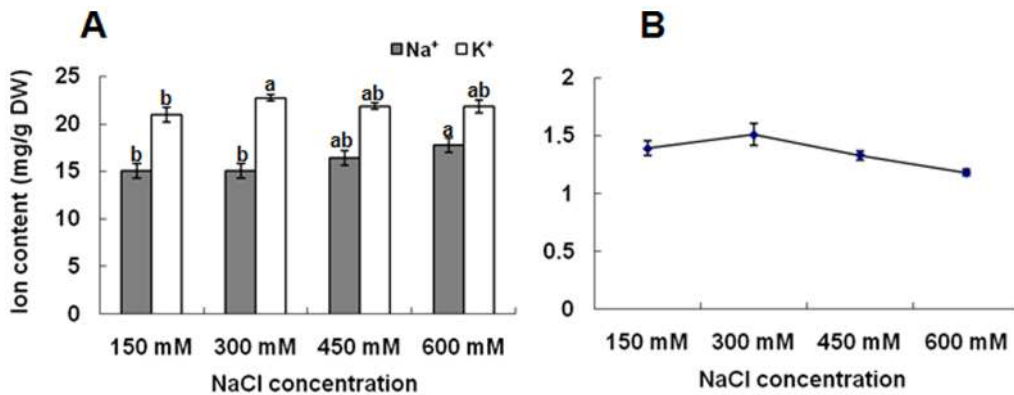 A
B
Na⁺ K⁺
Ion content (mg/g DW)
25
20
15
10
5
0
b
b
b
a
ab
ab
a
ab
150 mM 300 mM 450 mM 600 mM
NaCl concentration
2
1.5
1
0.5
0
150 mM 300 mM 450 mM 600 mM
NaCl concentration